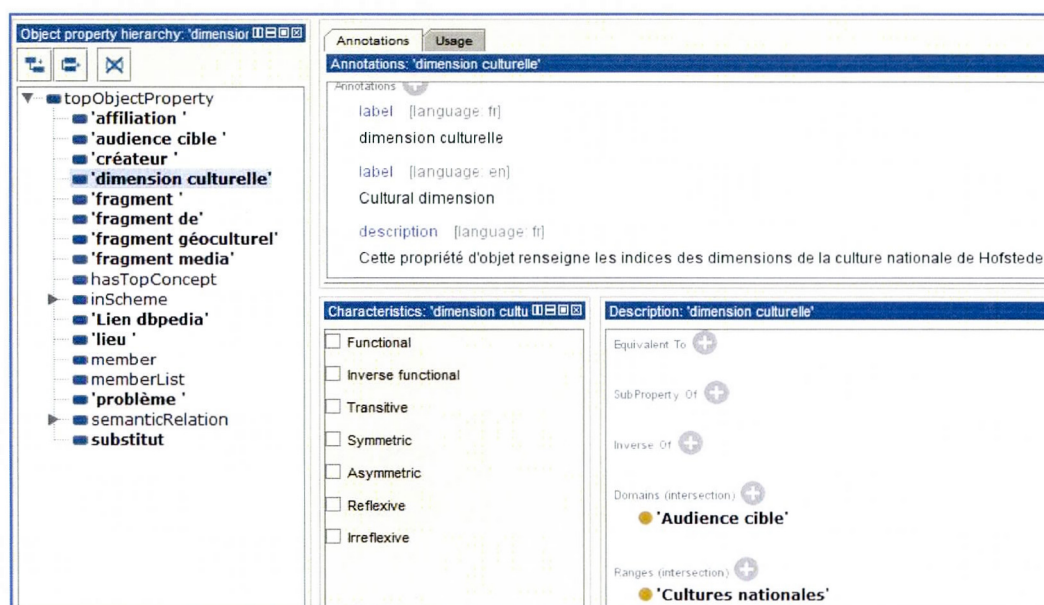 Object property hierarchy: 'dimension
topObjectProperty
'affiliation '
'audience cible '
'créateur '
'dimension culturelle'
'fragment '
'fragment de'
'fragment géoculturel'
'fragment media'
hasTopConcept
inScheme
'Lien dbpedia'
'lieu '
member
memberList
'problème '
semanticRelation
substitut
Annotations Usage
Annotations: 'dimension culturelle'
Annotations
label [language: fr]
dimension culturelle
label [language: en]
Cultural dimension
description [language: fr]
Cette propriété d'objet renseigne les indices des dimensions de la culture nationale de Hofstede
Characteristics: 'dimension cultu
Functional
Inverse functional
Transitive
Symmetric
Asymmetric
Reflexive
Irreflexive
Description: 'dimension culturelle'
Equivalent To
SubProperty Of
Inverse Of
Domains (intersection)
'Audience cible'
Ranges (intersection)
'Cultures nationales'